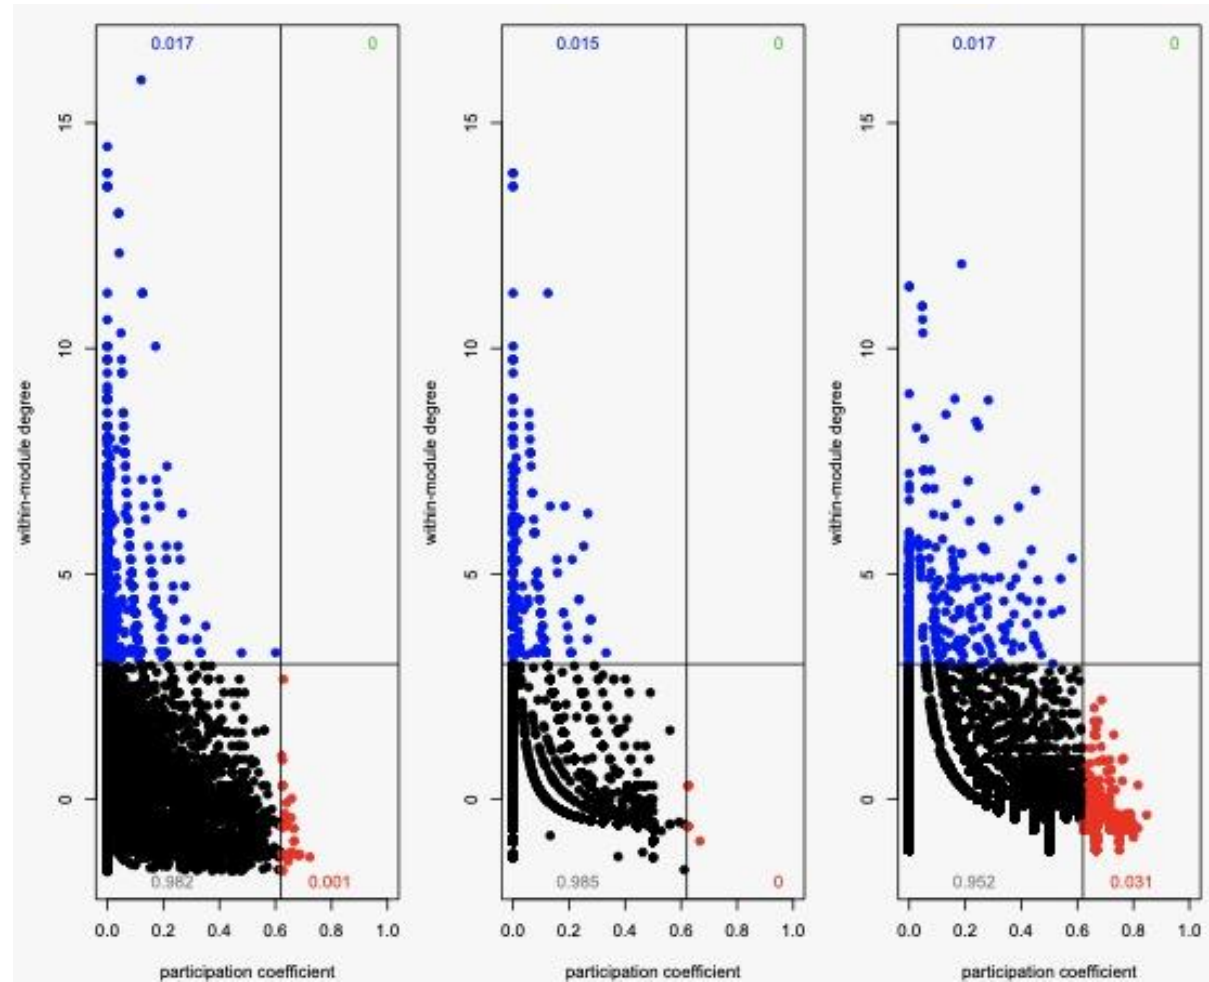 0.017 0
15
10
5
0
within-module degree
0.982 0.001
0.0 0.2 0.4 0.6 0.8 1.0
participation coefficient
0.015 0
15
10
5
0
within-module degree
0.985 0
0.0 0.2 0.4 0.6 0.8 1.0
participation coefficient
0.017 0
15
10
5
0
within-module degree
0.952 0.031
0.0 0.2 0.4 0.6 0.8 1.0
participation coefficient